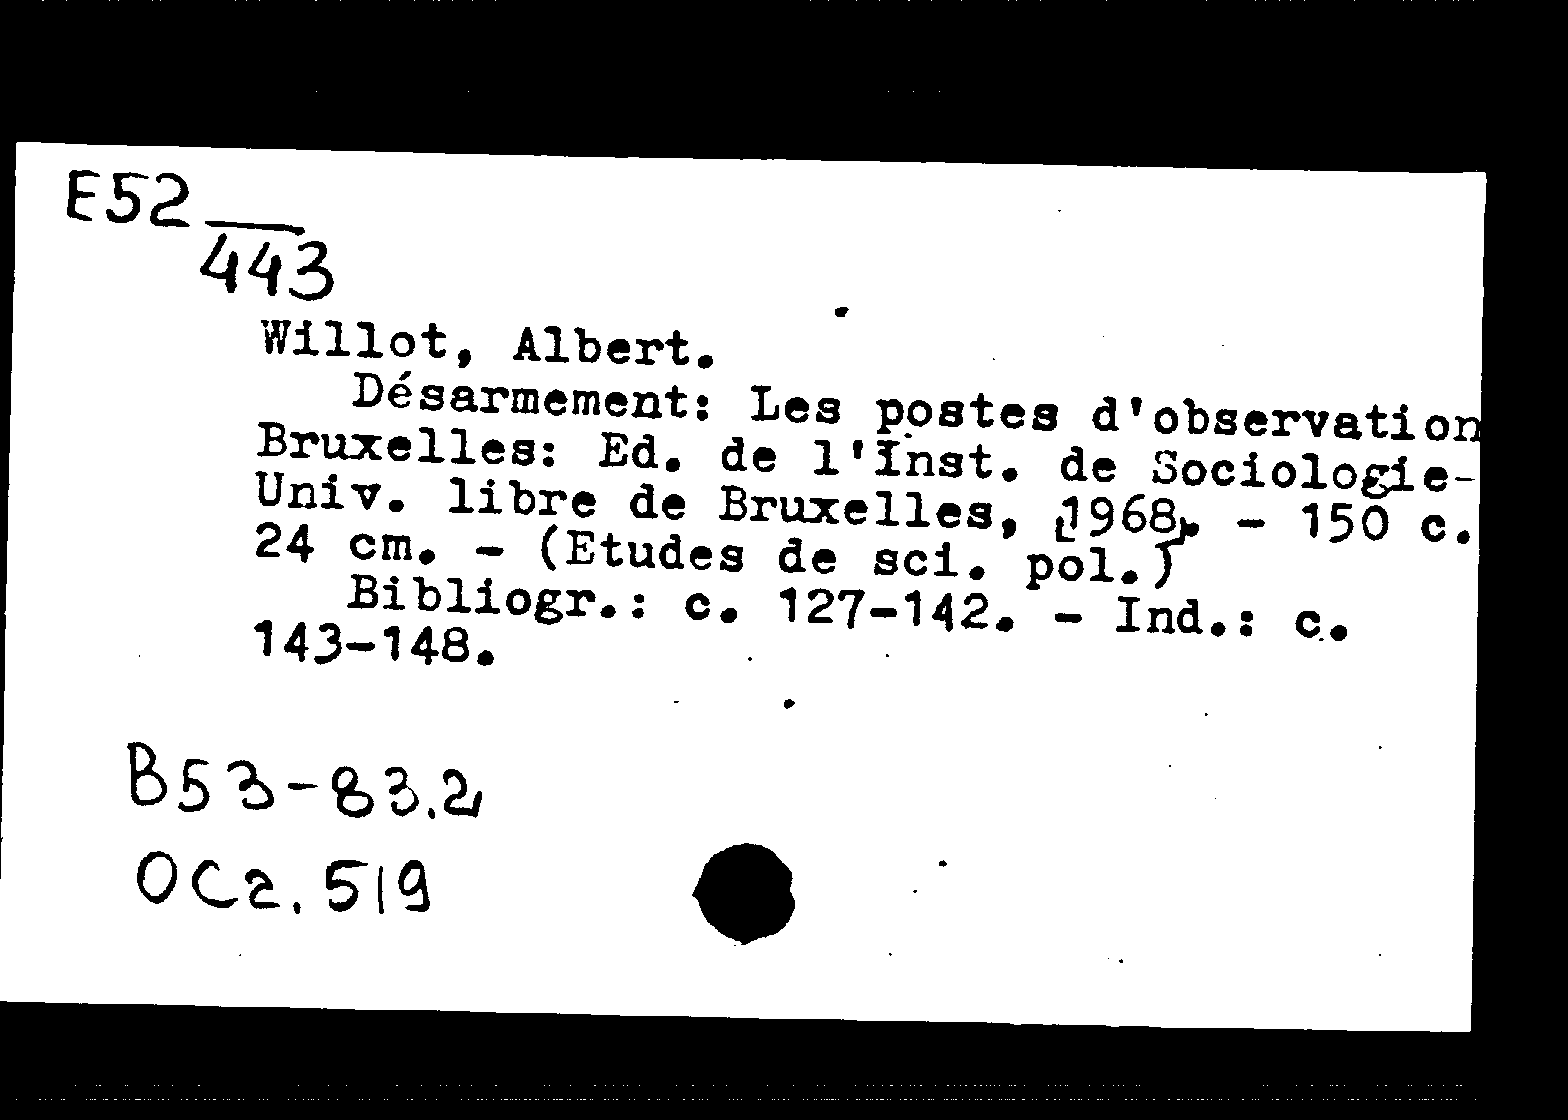 E52
443
Willot, Albert.
Désarmement: Les postes d'observation
Bruxelles: Ed. de l'Inst. de Sociologie-
Univ. libre de Bruxelles, [1968]. - 150 c.
24 cm. - (Etudes de sci. pol.)
Bibliogr.: c. 127-142. - Ind.: c.
143-148.
B53-83.2
OC2.519